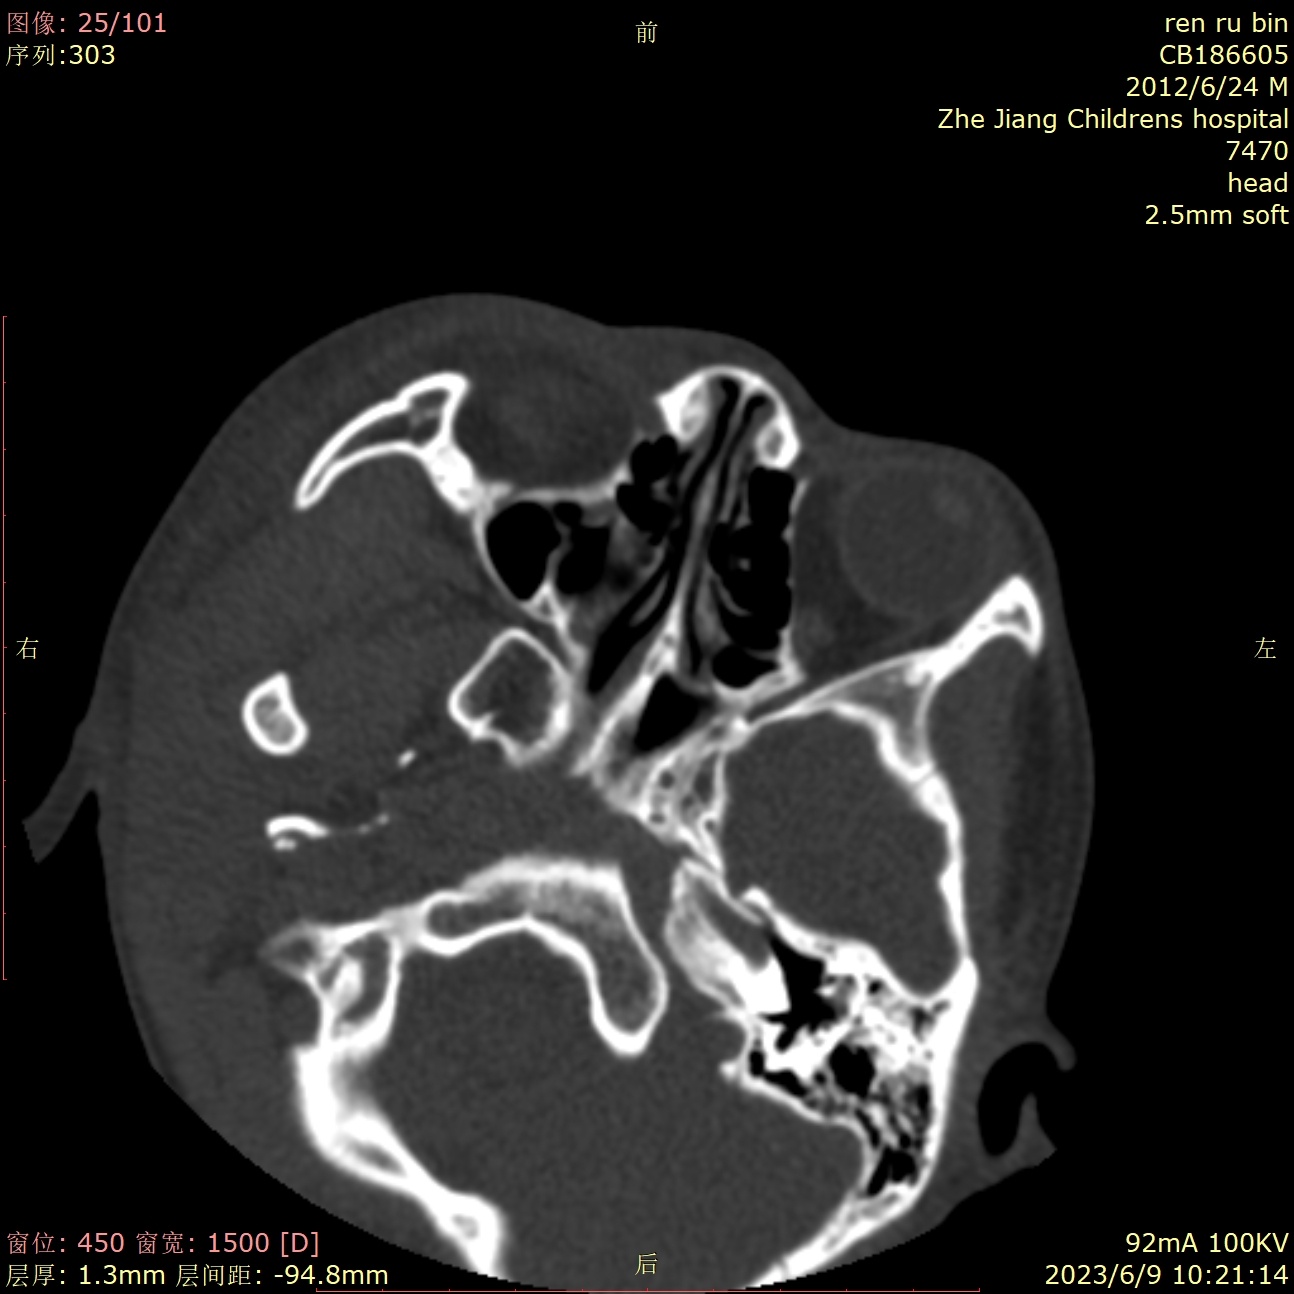 图像: 25/101
序列:303
前
ren ru bin
CB186605
2012/6/24 M
Zhe Jiang Childrens hospital
7470
head
2.5mm soft
右
左
窗位: 450 窗宽: 1500 [D]
层厚: 1.3mm 层间距: -94.8mm
后
92mA 100KV
2023/6/9 10:21:14